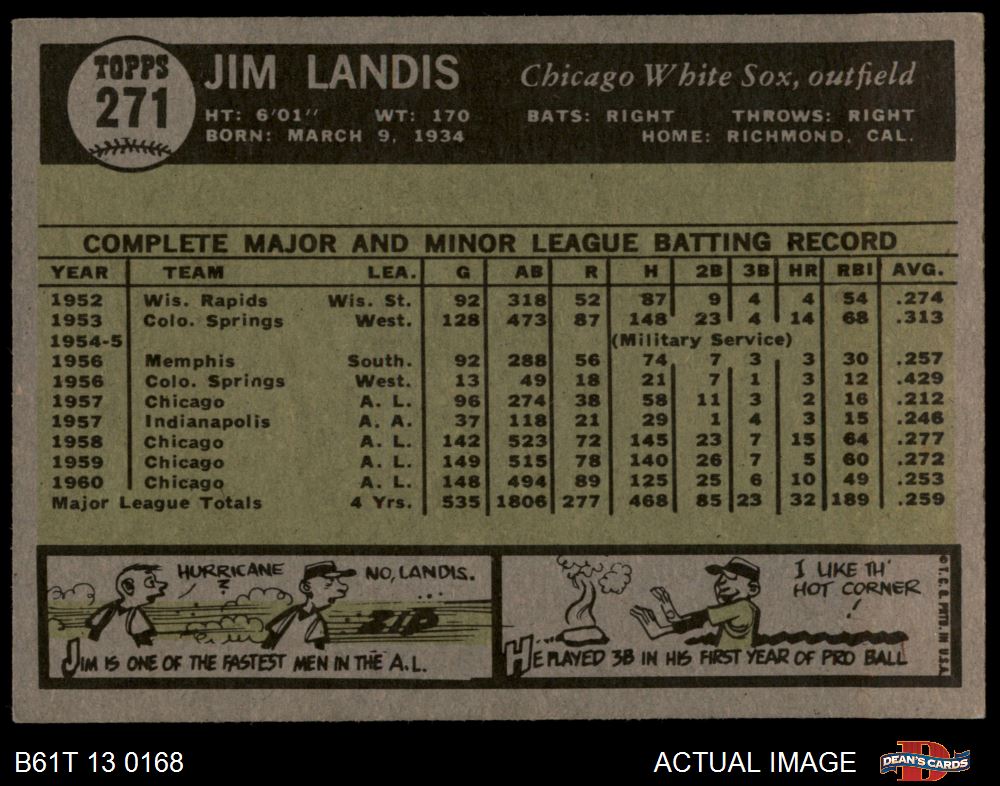 TOPPS
271
JIM LANDIS
Chicago White Sox, outfield
HT: 6'01" WT: 170 BATS: RIGHT THROWS: RIGHT
BORN: MARCH 9, 1934 HOME: RICHMOND, CAL.
COMPLETE MAJOR AND MINOR LEAGUE BATTING RECORD
YEAR TEAM LEA. G AB R H 2B 3B HR RBI AVG.
1952 Wis. Rapids Wis. St. 92 318 52 87 9 4 4 54 .274
1953 Colo. Springs West. 128 473 87 148 23 4 14 68 .313
1954-5 (Military Service)
1956 Memphis South. 92 288 56 74 7 3 3 30 .257
1956 Colo. Springs West. 13 49 18 21 7 1 3 12 .429
1957 Chicago A. L. 96 274 38 58 11 3 2 16 .212
1957 Indianapolis A. A. 37 118 21 29 1 4 3 15 .246
1958 Chicago A. L. 142 523 72 145 23 7 15 64 .277
1959 Chicago A. L. 149 515 78 140 26 7 5 60 .272
1960 Chicago A. L. 148 494 89 125 25 6 10 49 .253
Major League Totals 4 Yrs. 535 1806 277 468 85 23 32 189 .259
HURRICANE
?
NO, LANDIS.
ZIP
JIM IS ONE OF THE FASTEST MEN IN THE A.L.
I LIKE TH'
HOT CORNER
!
HE PLAYED 3B IN HIS FIRST YEAR OF PRO BALL
© T. C. G. PRTD. IN U.S.A.
B61T 13 0168
ACTUAL IMAGE
D
DEAN'S CARDS